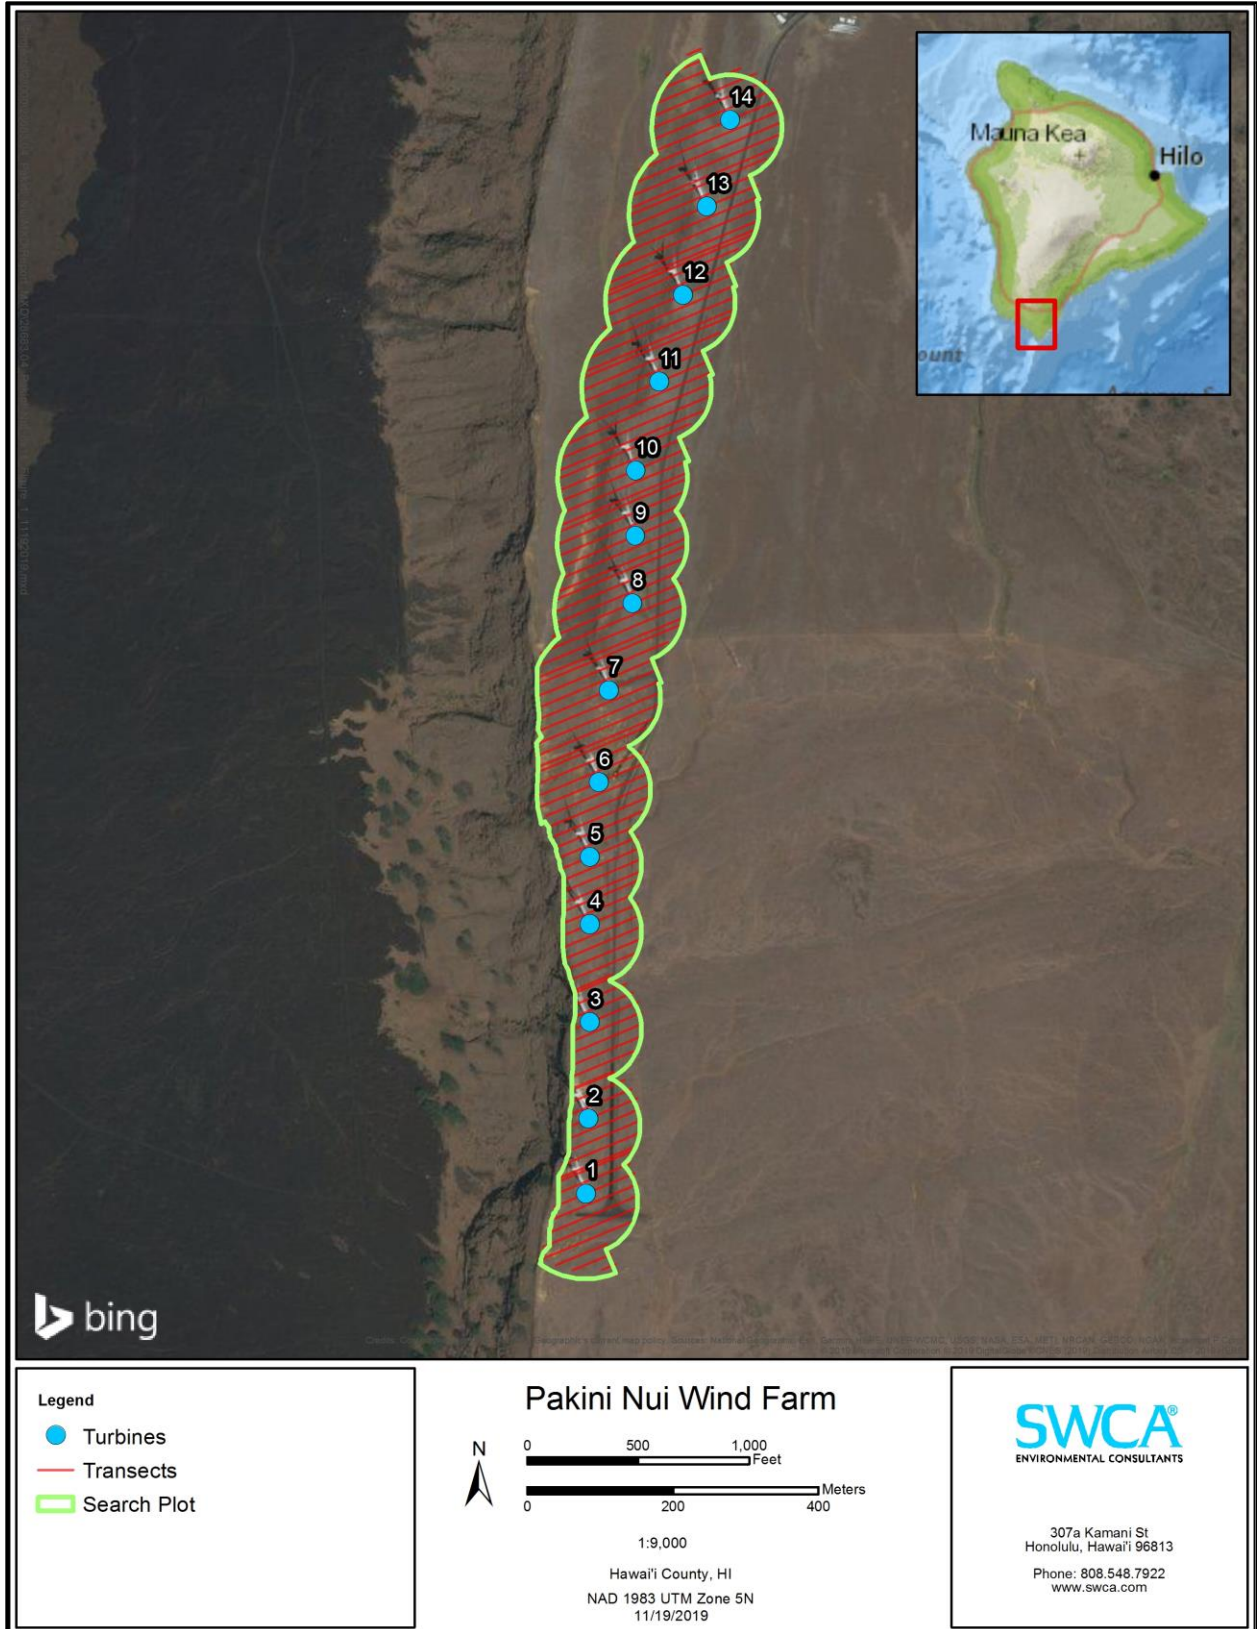 14
13
12
11
10
9
8
7
6
5
4
3
2
1
Mauna Kea
Hilo
ount
bing
Legend
Turbines
Transects
Search Plot
Pakini Nui Wind Farm
N
0 500 1,000
Feet
Meters
0 200 400
1:9,000
Hawai'i County, HI
NAD 1983 UTM Zone 5N
11/19/2019
SWCA®
ENVIRONMENTAL CONSULTANTS
307a Kamani St
Honolulu, Hawai'i 96813
Phone: 808.548.7922
www.swca.com